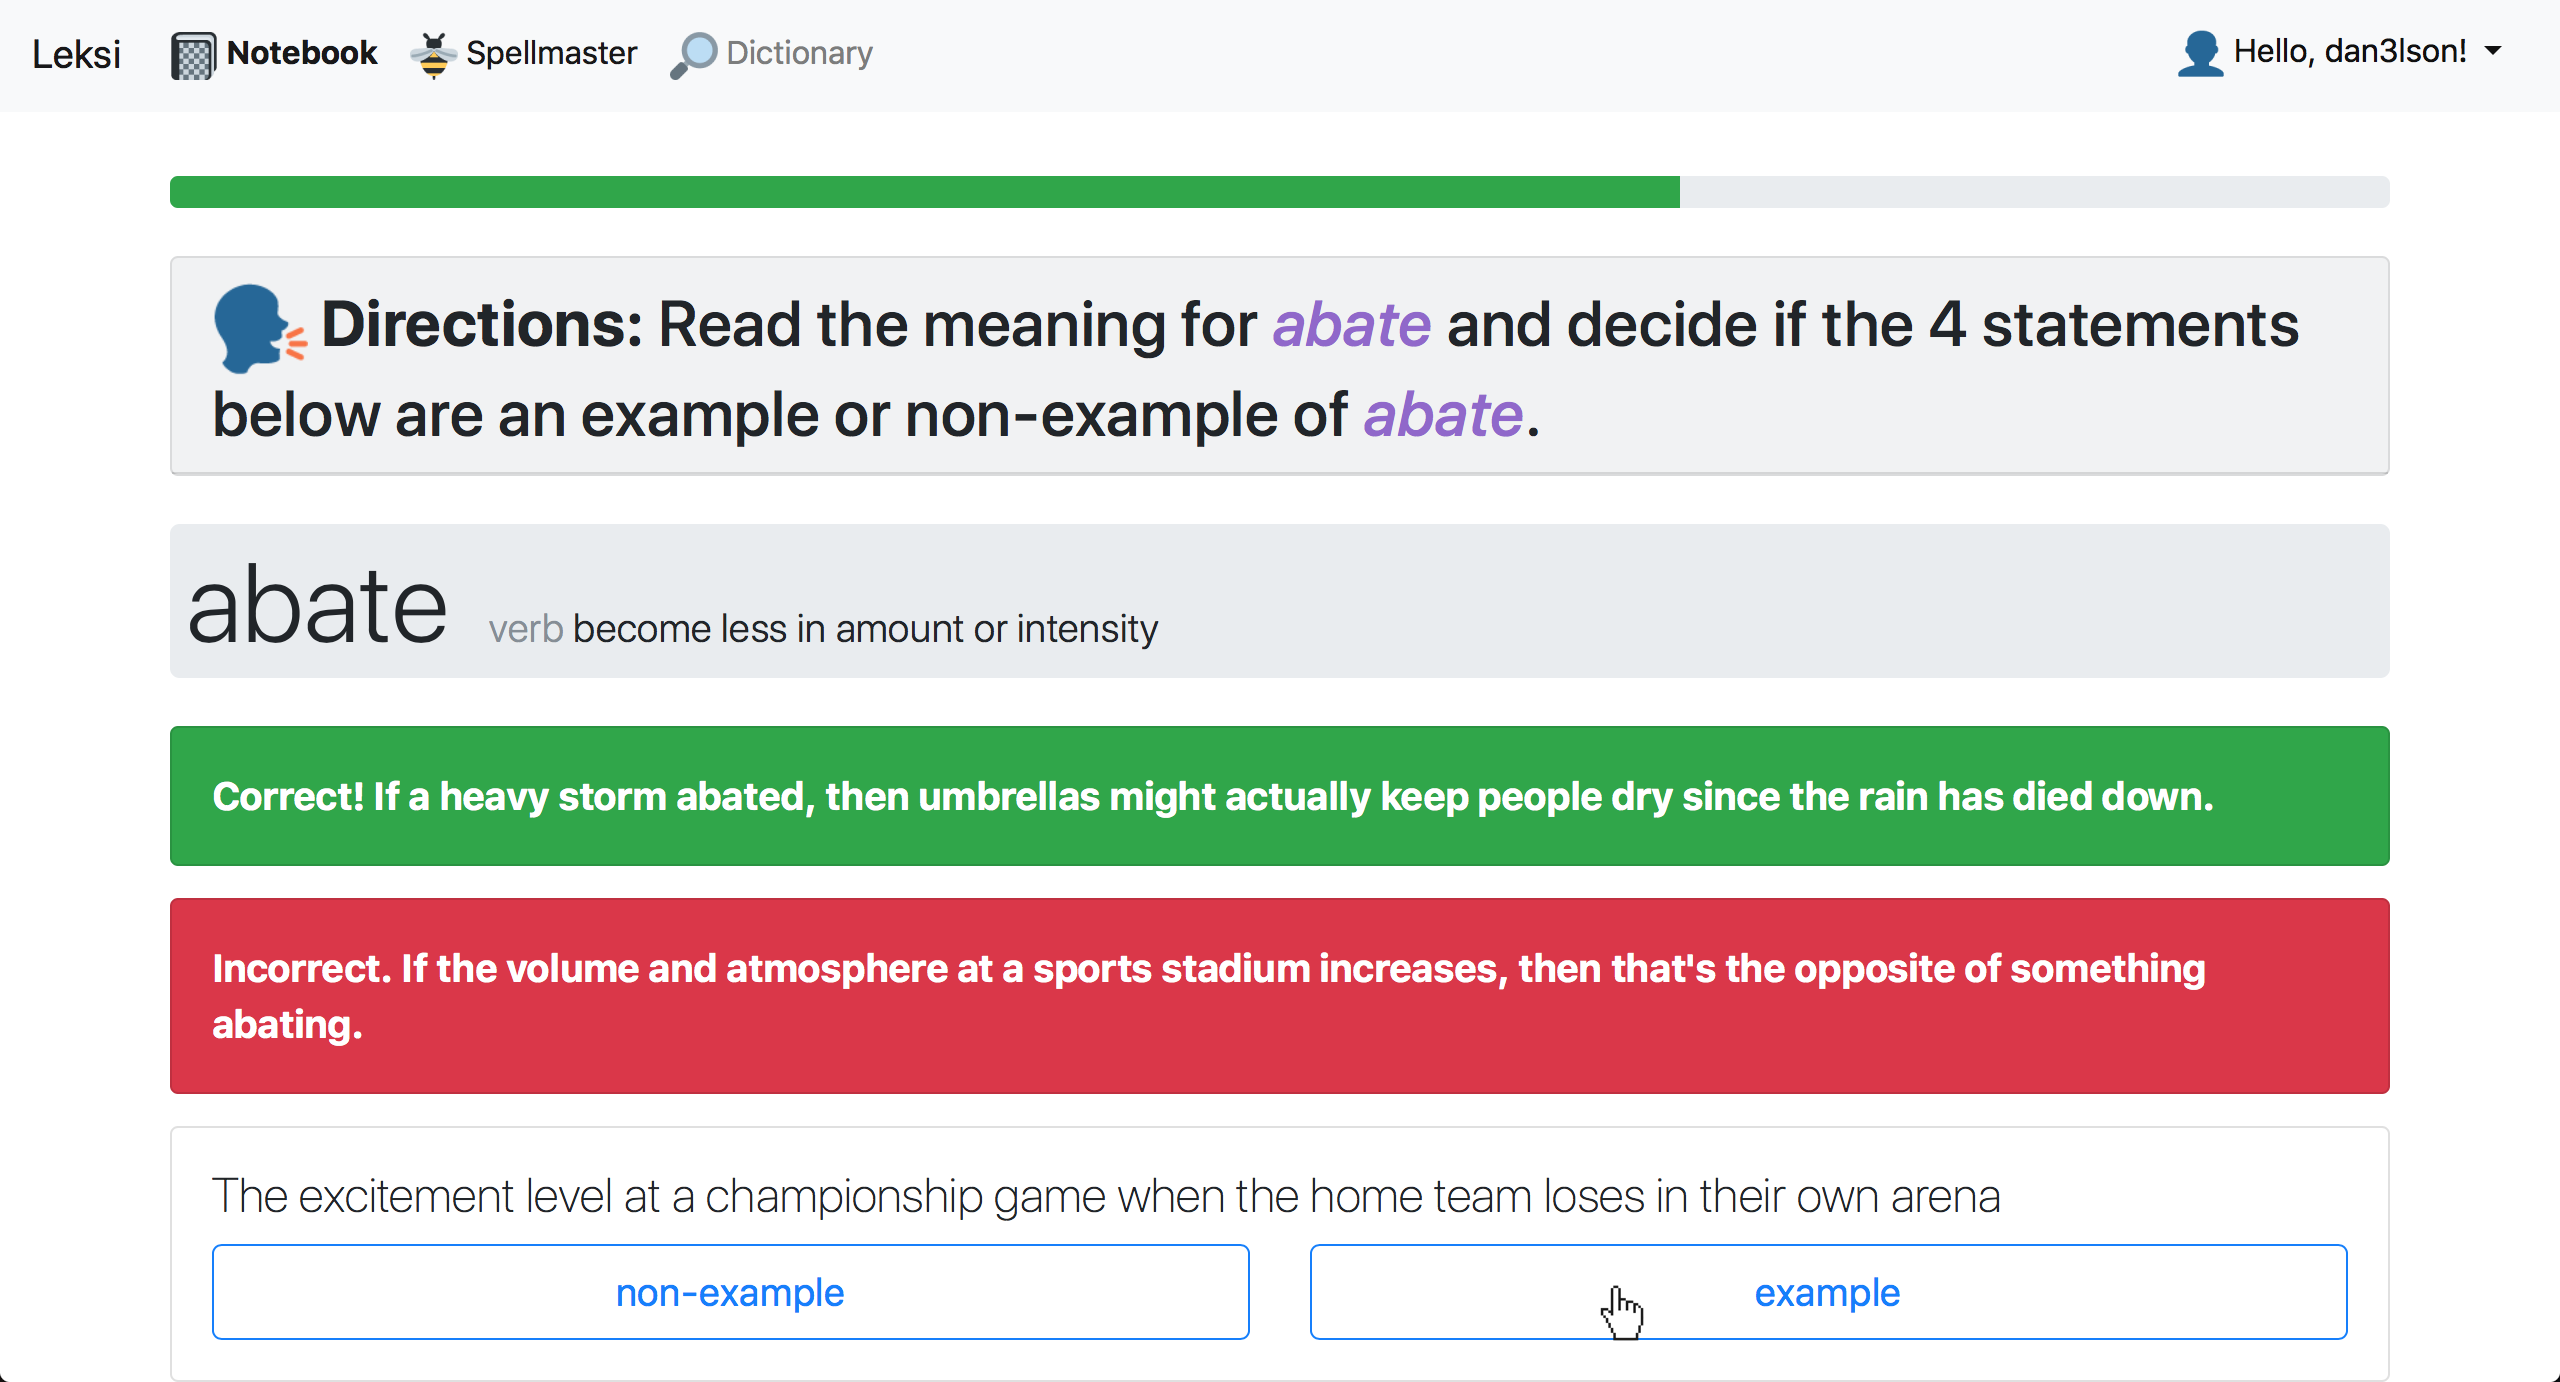 Leksi Notebook Spellmaster Dictionary Hello, dan3lson!
Directions: Read the meaning for abate and decide if the 4 statements
below are an example or non-example of abate.
abate verb become less in amount or intensity
Correct! If a heavy storm abated, then umbrellas might actually keep people dry since the rain has died down.
Incorrect. If the volume and atmosphere at a sports stadium increases, then that's the opposite of something
abating.
The excitement level at a championship game when the home team loses in their own arena
non-example example